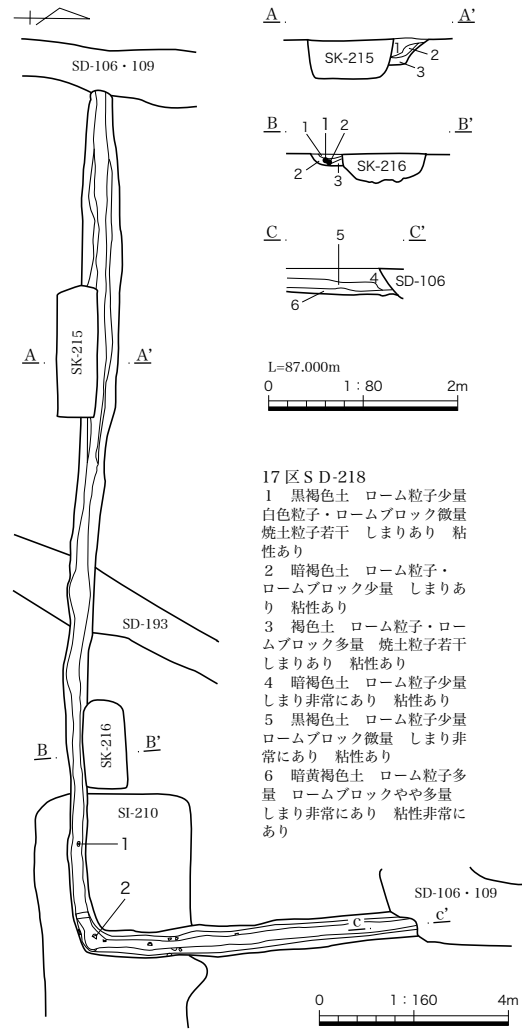 SD-106・109
SK-215
A A’
SD-193
SK-216
B B’
SI-210
1
2
SD-106・109
c c’
0 1：160 4m
A A’
SK-215
1
2
3
B B’
1 1 2
2
3
SK-216
C C’
5
4
SD-106
6
L=87.000m
0 1：80 2m
17 区 S D-218
1　黒褐色土　ローム粒子少量
白色粒子・ロームブロック微量
焼土粒子若干　しまりあり　粘
性あり
2　暗褐色土　ローム粒子・
ロームブロック少量　しまりあ
り　粘性あり
3　褐色土　ローム粒子・ロー
ムブロック多量　焼土粒子若干
しまりあり　粘性あり
4　暗褐色土　ローム粒子少量
しまり非常にあり　粘性あり
5　黒褐色土　ローム粒子少量
ロームブロック微量　しまり非
常にあり　粘性あり
6　暗黄褐色土　ローム粒子多
量　ロームブロックやや多量
しまり非常にあり　粘性非常に
あり